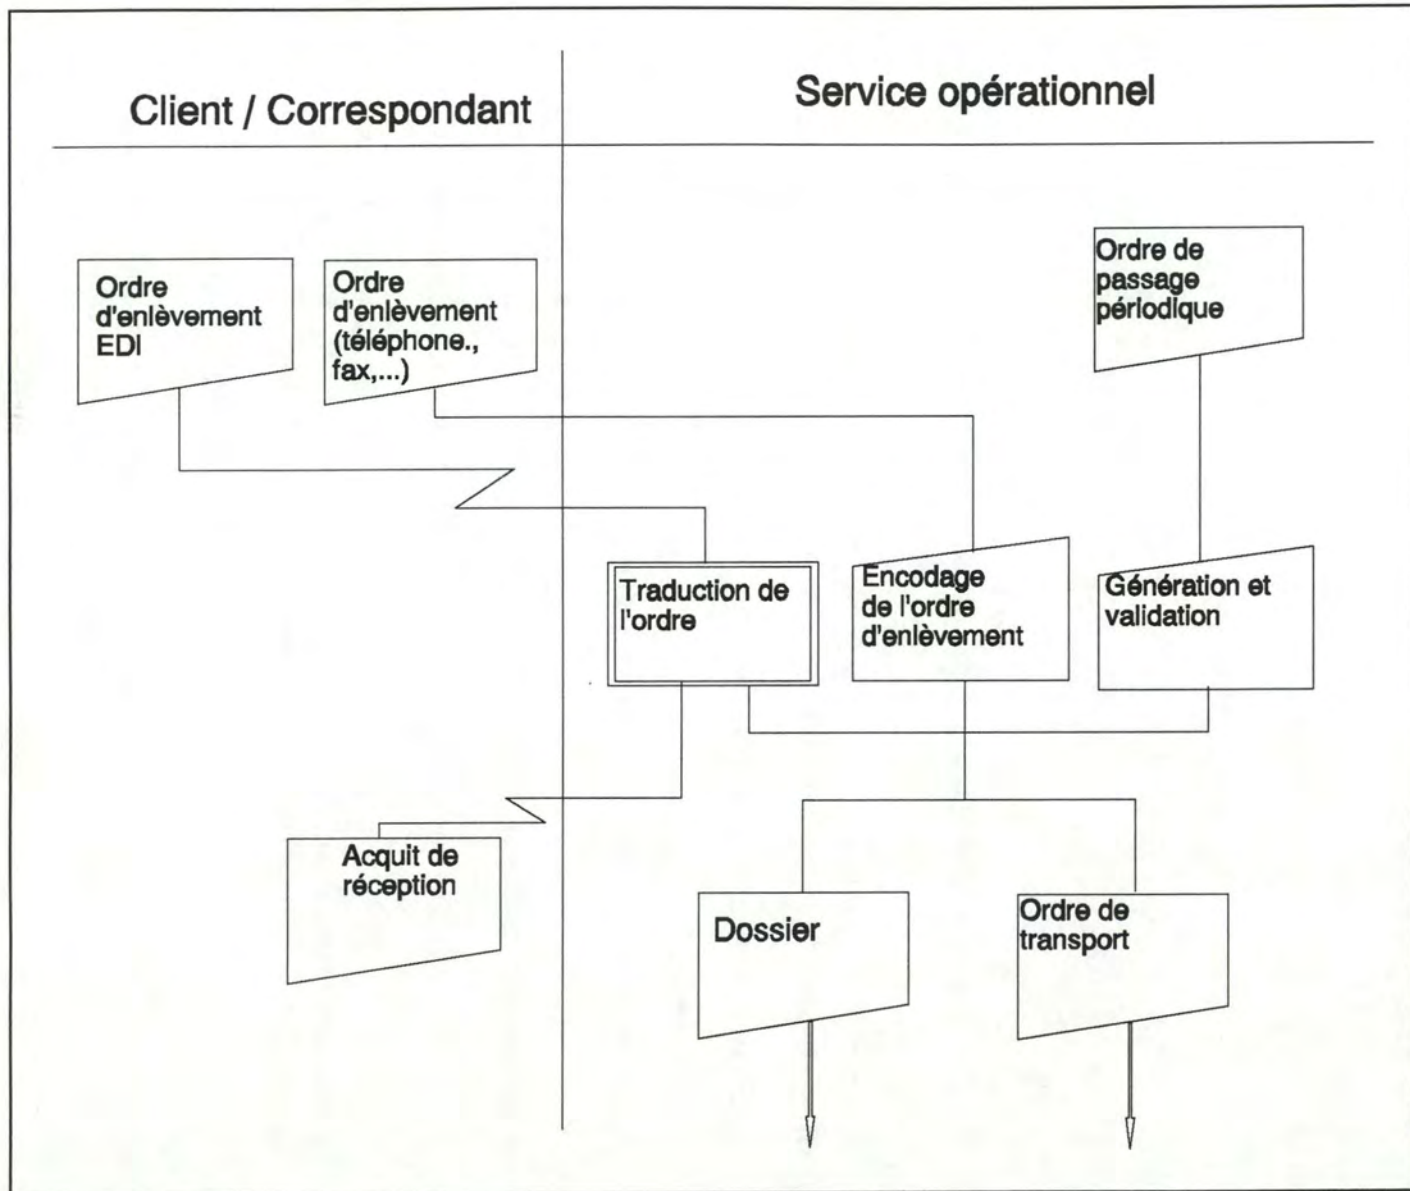 Client / Correspondant
Service opérationnel
Ordre
d'enlèvement
EDI
Ordre
d'enlèvement
(téléphone.,
fax,...)
Ordre de
passage
périodique
Traduction de
l'ordre
Encodage
de l'ordre
d'enlèvement
Génération et
validation
Acquit de
réception
Dossier
Ordre de
transport